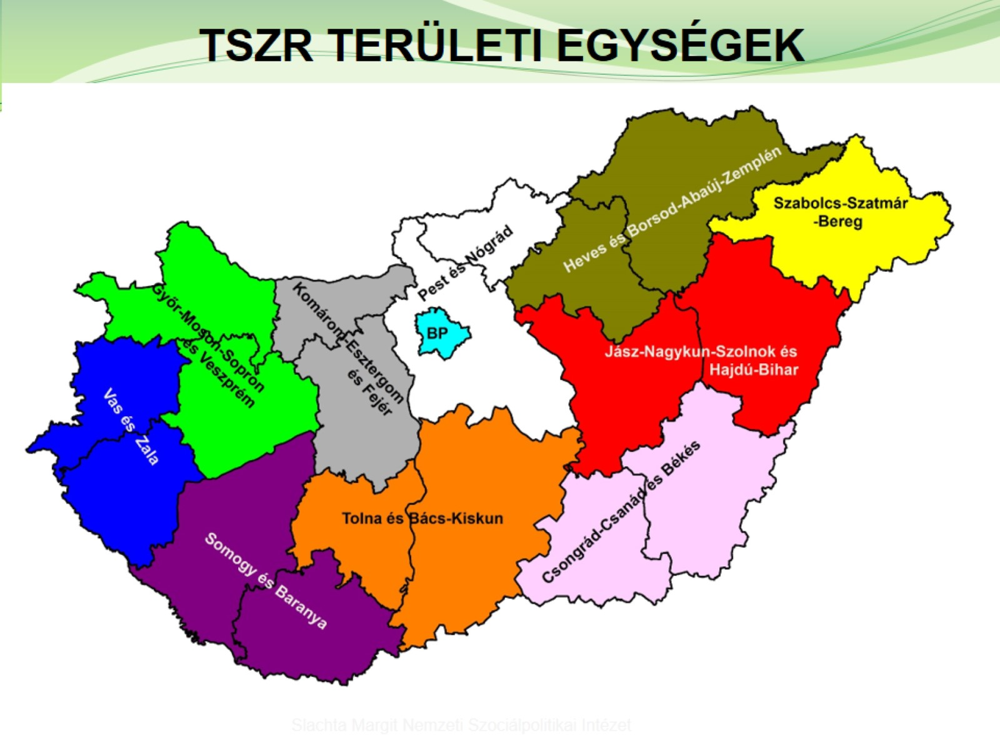 TSZR TERÜLETI EGYSÉGEK
Heves és Borsod-Abaúj-Zemplén
Szabolcs-Szatmár
-Bereg
Pest és Nógrád
Győr-Moson-Sopron
és Veszprém
Komárom-Esztergom
és Fejér
BP
Jász-Nagykun-Szolnok és
Hajdú-Bihar
Vas és Zala
Csongrád-Csanád és Békés
Tolna és Bács-Kiskun
Somogy és Baranya
Slachta Margit Nemzeti Szociálpolitikai Intézet